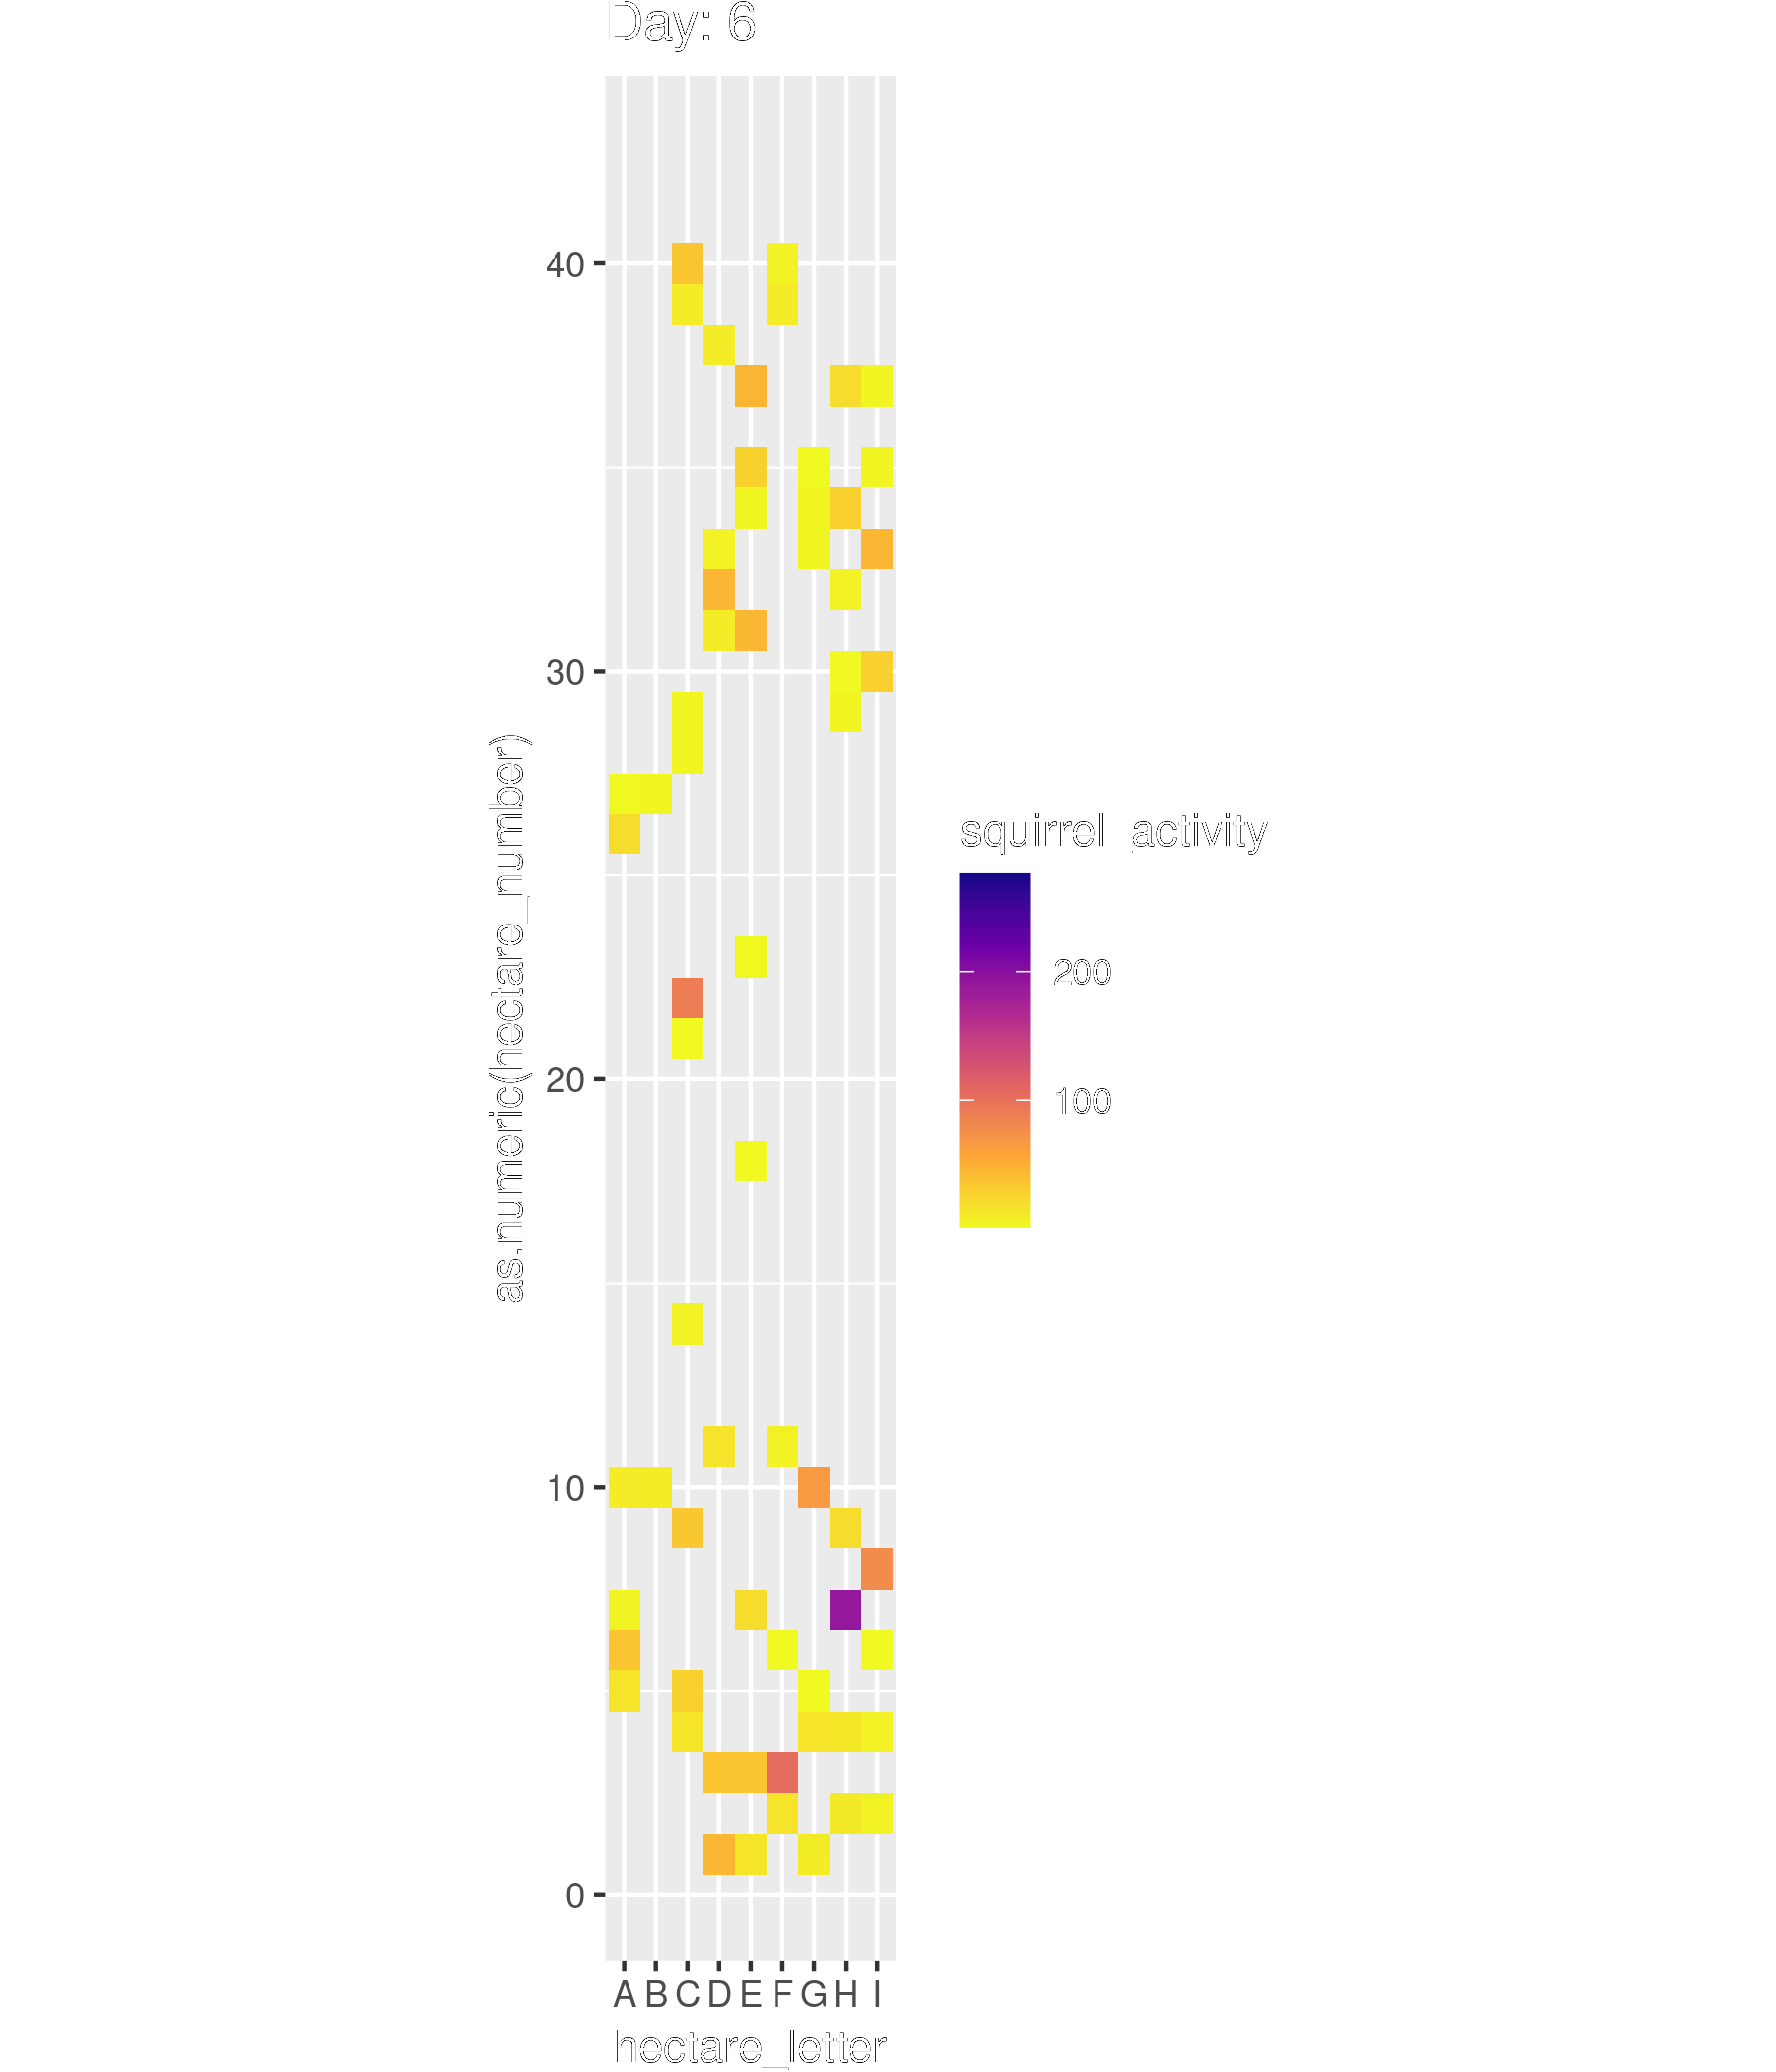 Day: 6
as.numeric(hectare_number)
40
30
20
10
0
A B C D E F G H I
hectare_letter
squirrel_activity
200
100